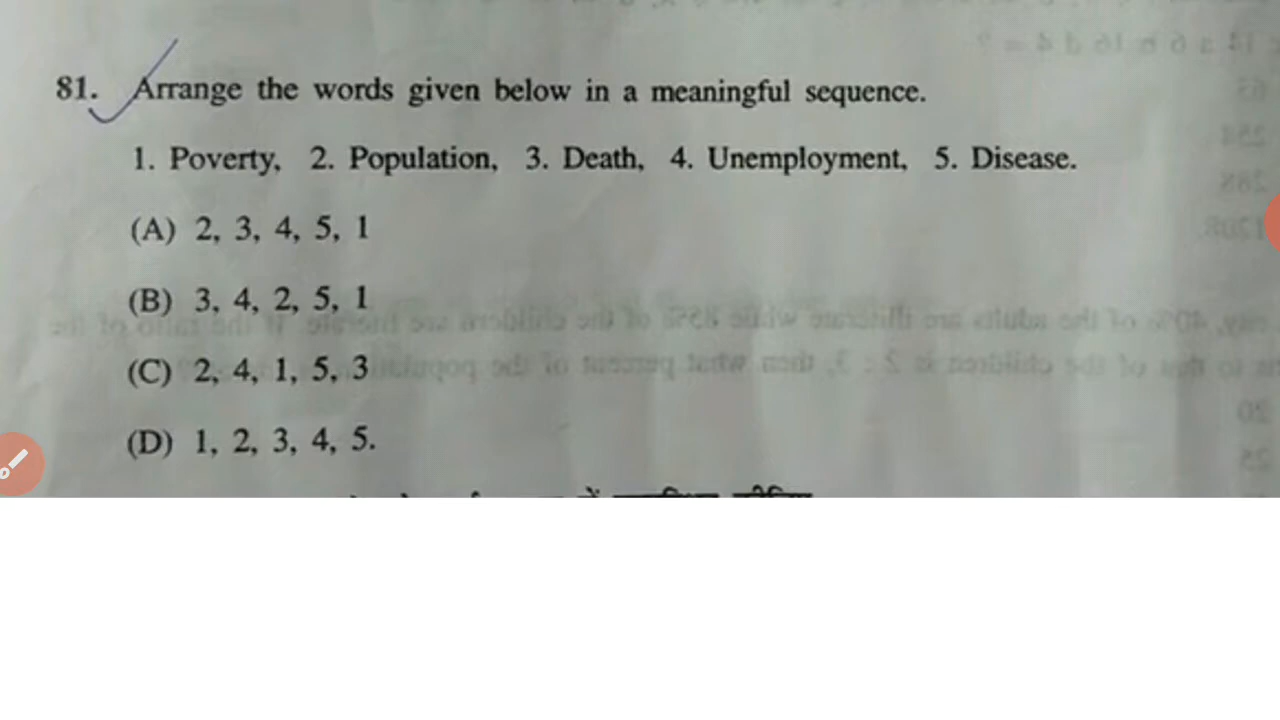 81. Arrange the words given below in a meaningful sequence.
1. Poverty, 2. Population, 3. Death, 4. Unemployment, 5. Disease.
(A) 2, 3, 4, 5, 1
(B) 3, 4, 2, 5, 1
(C) 2, 4, 1, 5, 3
(D) 1, 2, 3, 4, 5.